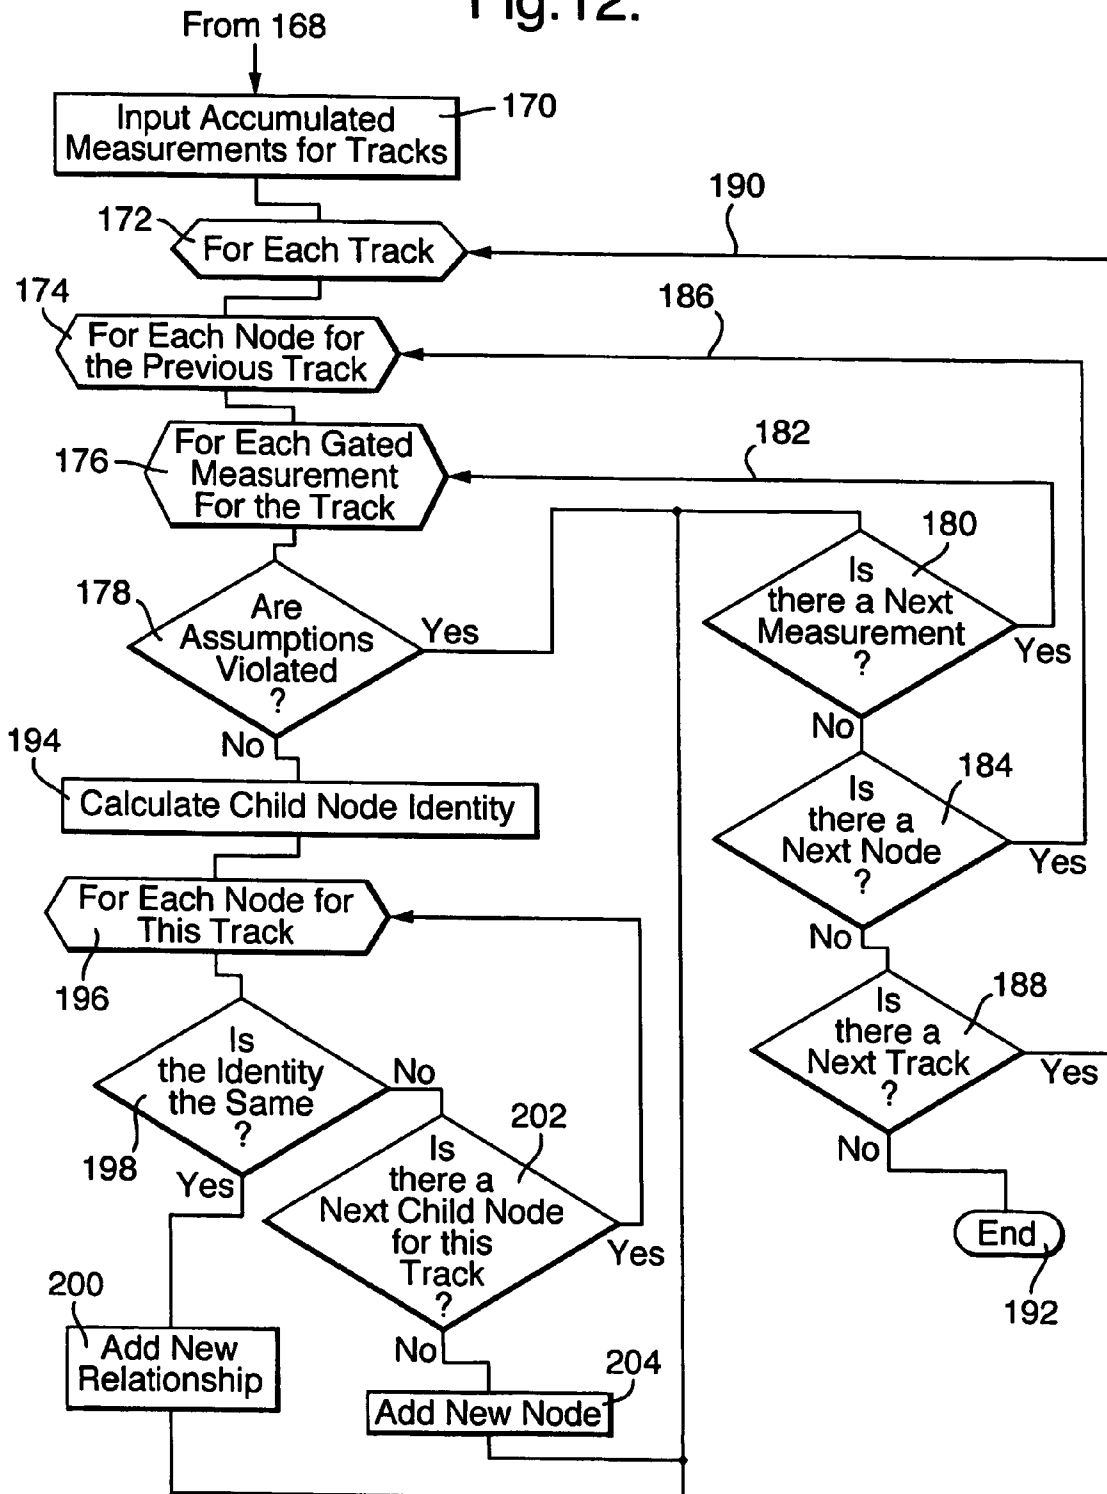 Fig.12.
From 168
Input Accumulated
Measurements for Tracks
170
190
172
For Each Track
174
186
For Each Node for
the Previous Track
182
176
For Each Gated
Measurement
For the Track
180
178
Are
Assumptions
Violated
?
Yes
Is
there a Next
Measurement
?
Yes
No
No
194
Calculate Child Node Identity
184
Is
there a
Next Node
?
Yes
No
For Each Node for
This Track
196
188
Is
there a
Next Track
?
Yes
No
Is
the Identity
the Same
?
No
198
Yes
202
Is
there a
Next Child Node
for this
Track
?
Yes
No
End
192
200
Add New
Relationship
204
Add New Node